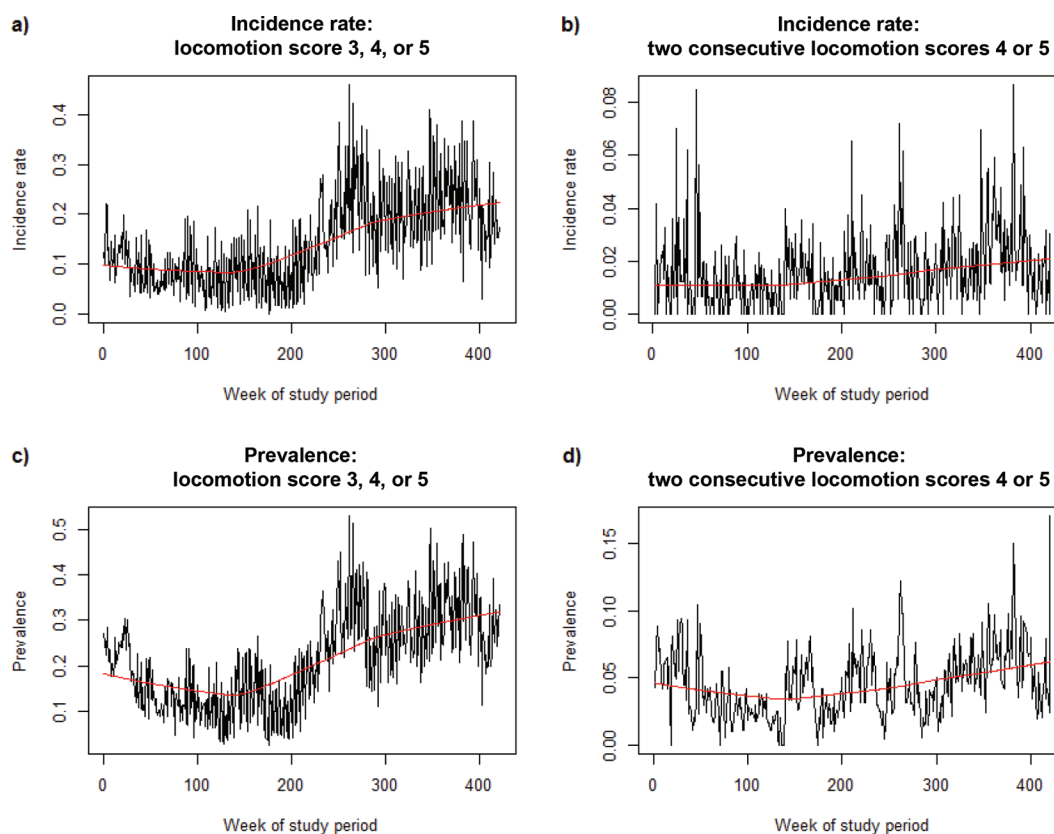 a)
Incidence rate:
locomotion score 3, 4, or 5
Incidence rate
0.0
0.1
0.2
0.3
0.4
0
100
200
300
400
Week of study period
b)
Incidence rate:
two consecutive locomotion scores 4 or 5
Incidence rate
0.00
0.02
0.04
0.06
0.08
0
100
200
300
400
Week of study period
c)
Prevalence:
locomotion score 3, 4, or 5
Prevalence
0.1
0.2
0.3
0.4
0.5
0
100
200
300
400
Week of study period
d)
Prevalence:
two consecutive locomotion scores 4 or 5
Prevalence
0.00
0.05
0.10
0.15
0
100
200
300
400
Week of study period